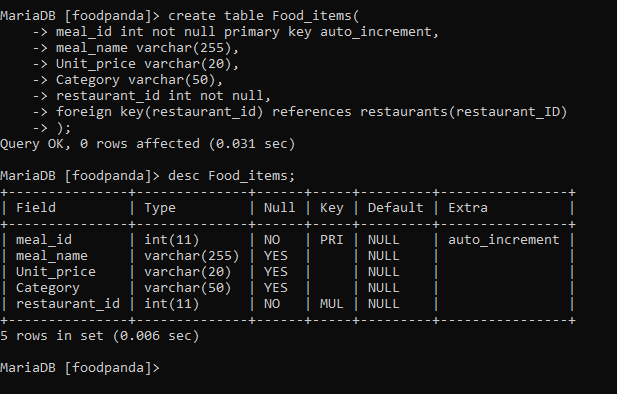 MariaDB [foodpanda]> create table Food_items(
    -> meal_id int not null primary key auto_increment,
    -> meal_name varchar(255),
    -> Unit_price varchar(20),
    -> Category varchar(50),
    -> restaurant_id int not null,
    -> foreign key(restaurant_id) references restaurants(restaurant_ID)
    -> );
Query OK, 0 rows affected (0.031 sec)

MariaDB [foodpanda]> desc Food_items;
+---------------+--------------+------+-----+---------+----------------+
| Field         | Type         | Null | Key | Default | Extra          |
+---------------+--------------+------+-----+---------+----------------+
| meal_id       | int(11)      | NO   | PRI | NULL    | auto_increment |
| meal_name     | varchar(255) | YES  |     | NULL    |                |
| Unit_price    | varchar(20)  | YES  |     | NULL    |                |
| Category      | varchar(50)  | YES  |     | NULL    |                |
| restaurant_id | int(11)      | NO   | MUL | NULL    |                |
+---------------+--------------+------+-----+---------+----------------+
5 rows in set (0.006 sec)

MariaDB [foodpanda]>